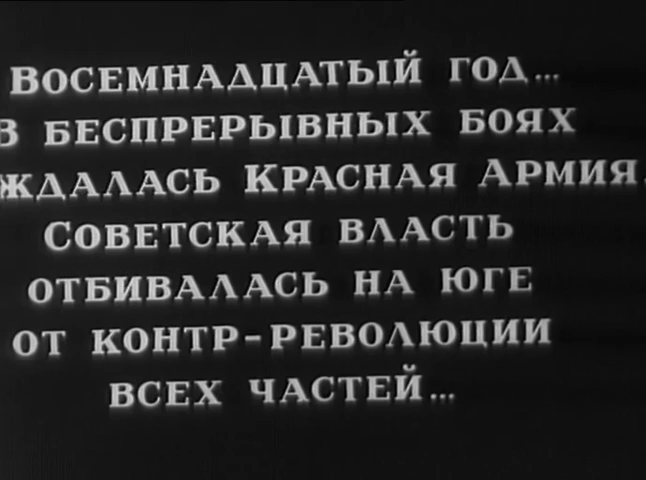 Восемнадцатый год...
В беспрерывных боях
ждалась Красная Армия.
Советская власть
отбивалась на юге
от контр-революции
всех частей...